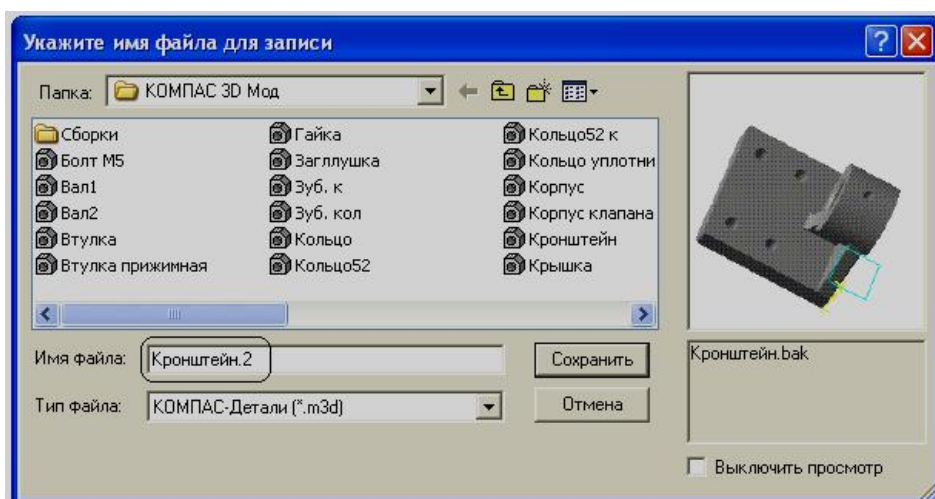 Укажите имя файла для записи
Папка: КОМПАС 3D Мод
Сборки
Болт М5
Вал1
Вал2
Втулка
Втулка прижимная
Гайка
Загллушка
Зуб. к
Зуб. кол
Кольцо
Кольцо52
Кольцо52 к
Кольцо уплотни
Корпус
Корпус клапана
Кронштейн
Крышка
Имя файла: Кронштейн.2
Сохранить
Тип файла: КОМПАС-Детали (*.m3d)
Отмена
Кронштейн.bak
Выключить просмотр